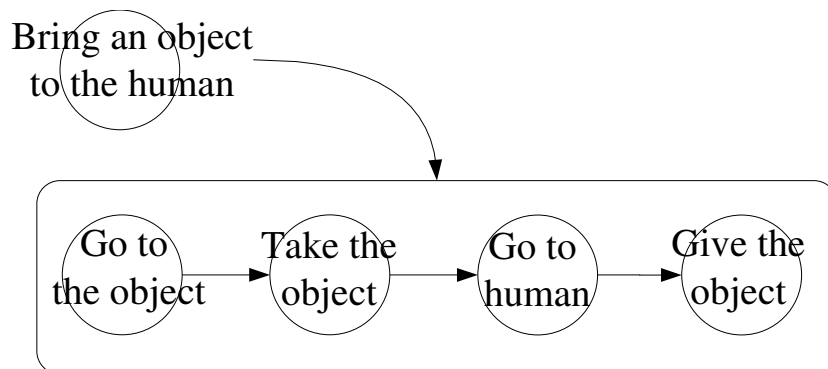 Bring an object
to the human
Go to
the object
Take the
object
Go to
human
Give the
object